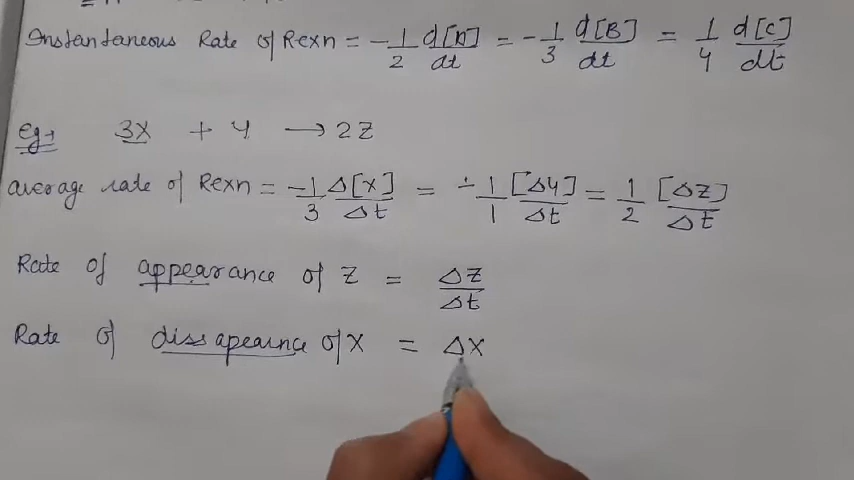 Instantaneous Rate of Rexn = -1/2 d[A]/dt = -1/3 d[B]/dt = 1/4 d[C]/dt
eg→ 3X + Y → 2Z
average rate of Rexn = -1/3 Δ[X]/Δt = -1/1 [ΔY]/Δt = 1/2 [ΔZ]/Δt
Rate of appearance of Z = ΔZ/Δt
Rate of dissapearnce of X = ΔX